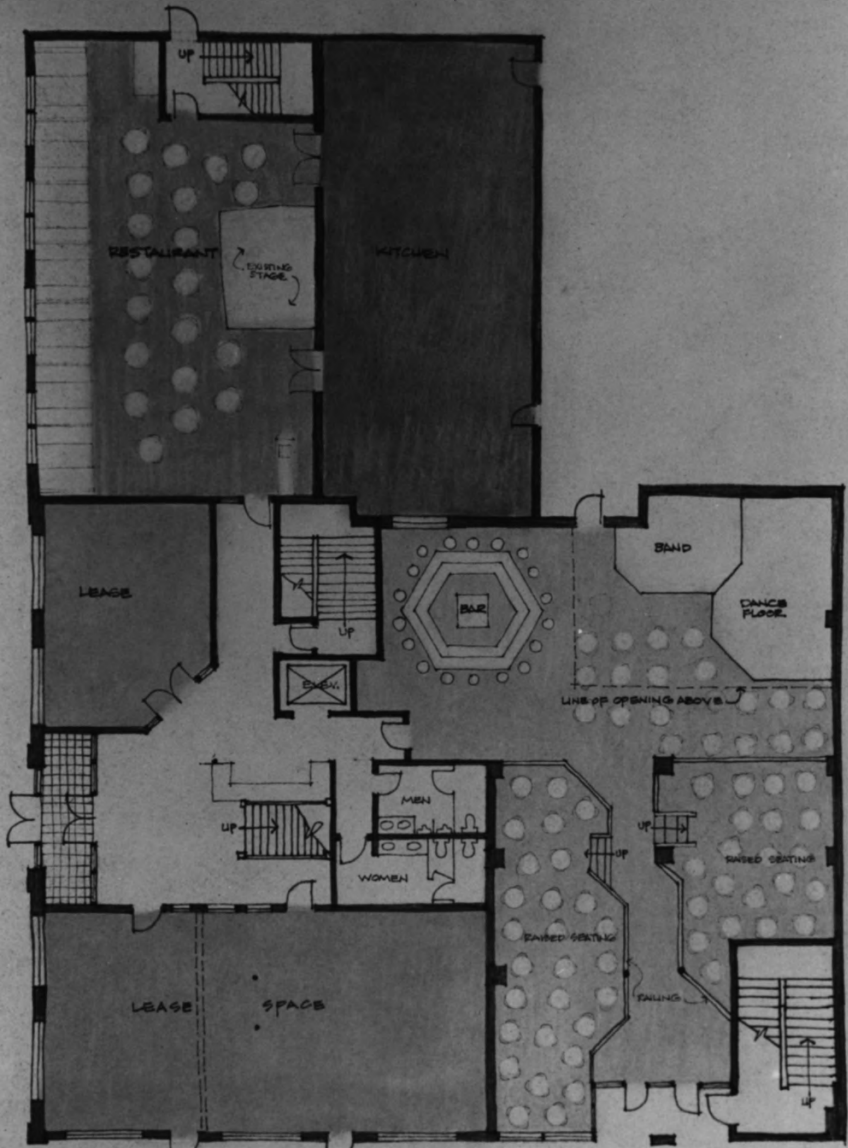 UP
RESTAURANT
EXISTING
STAGE
KITCHEN
LEASE
UP
ELEV.
BAR
BAND
DANCE
FLOOR
LINE OF OPENING ABOVE
MEN
UP
WOMEN
UP
UP
RAISED SEATING
RAISED SEATING
RAILING
LEASE SPACE
UP